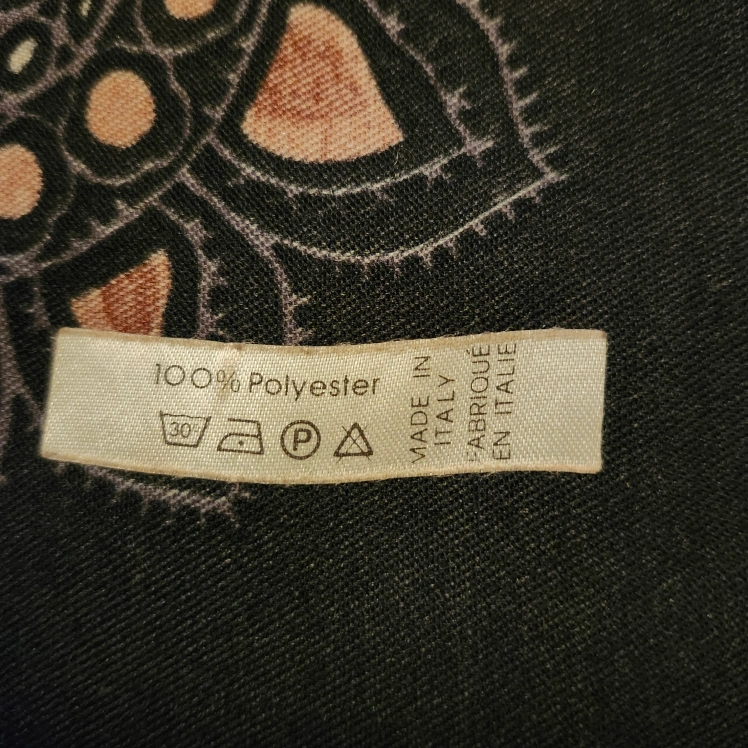 100% Polyester
30
P
MADE IN
ITALY
FABRIQUÉ
EN ITALIE